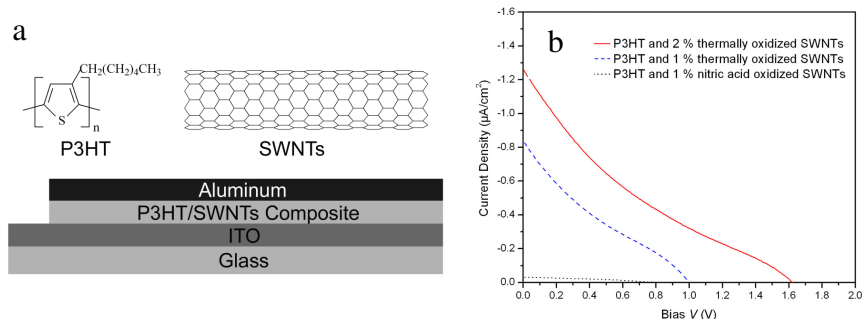 a
CH2(CH2)4CH3
S
n
P3HT
SWNTs
Aluminum
P3HT/SWNTs Composite
ITO
Glass
b
P3HT and 2 % thermally oxidized SWNTs
P3HT and 1 % thermally oxidized SWNTs
P3HT and 1 % nitric acid oxidized SWNTs
-1.6
-1.4
-1.2
-1.0
-0.8
-0.6
-0.4
-0.2
0.0
Current Density (µA/cm²)
0.0 0.2 0.4 0.6 0.8 1.0 1.2 1.4 1.6 1.8 2.0
Bias V (V)